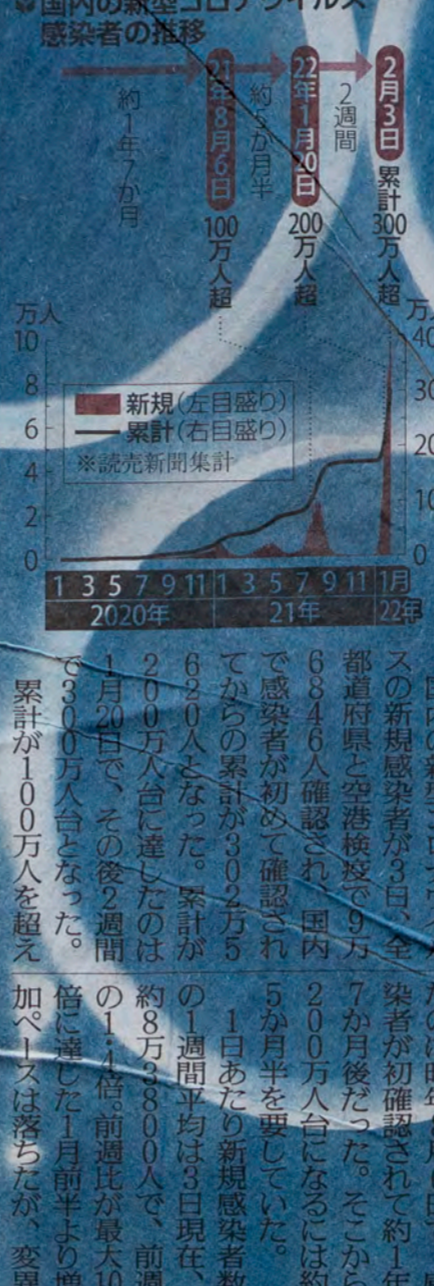 国内の新型コロナウイルス
感染者の推移
約1年7か月
21年8月6日
100万人超
約5か月半
22年1月20日
200万人超
2週間
2月3日
累計300万人超
万人
10
8
6
4
2
0
新規(左目盛り)
累計(右目盛り)
※読売新聞集計
40
30
20
10
0
1 3 5 7 9 11 1 3 5 7 9 11 1月
2020年 21年 22年
国内の新型コロナウイル
スの新規感染者が3日、全
都道府県と空港検疫で9万
6846人確認され、国内
で感染者が初めて確認され
てからの累計が302万5
620人となった。累計が
200万人台に達したのは
1月20日で、その後2週間
で300万人台となった。
累計が100万人を超え
染者が初確認されて約1年
7か月後だった。そこから
200万人台になるには約
5か月半を要していた。
1日あたり新規感染者数
の1週間平均は3日現在、
約8万3800人で、前週
の1・4倍。前週比が最大10
倍に達した1月前半より増
加ペースは落ちたが、変異